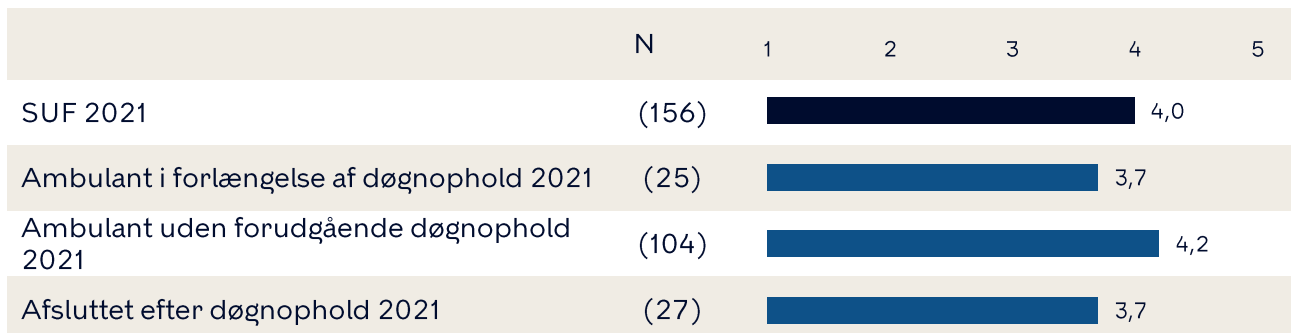 N 1 2 3 4 5
SUF 2021 (156) 4,0
Ambulant i forlængelse af døgnophold 2021 (25) 3,7
Ambulant uden forudgående døgnophold
2021 (104) 4,2
Afsluttet efter døgnophold 2021 (27) 3,7